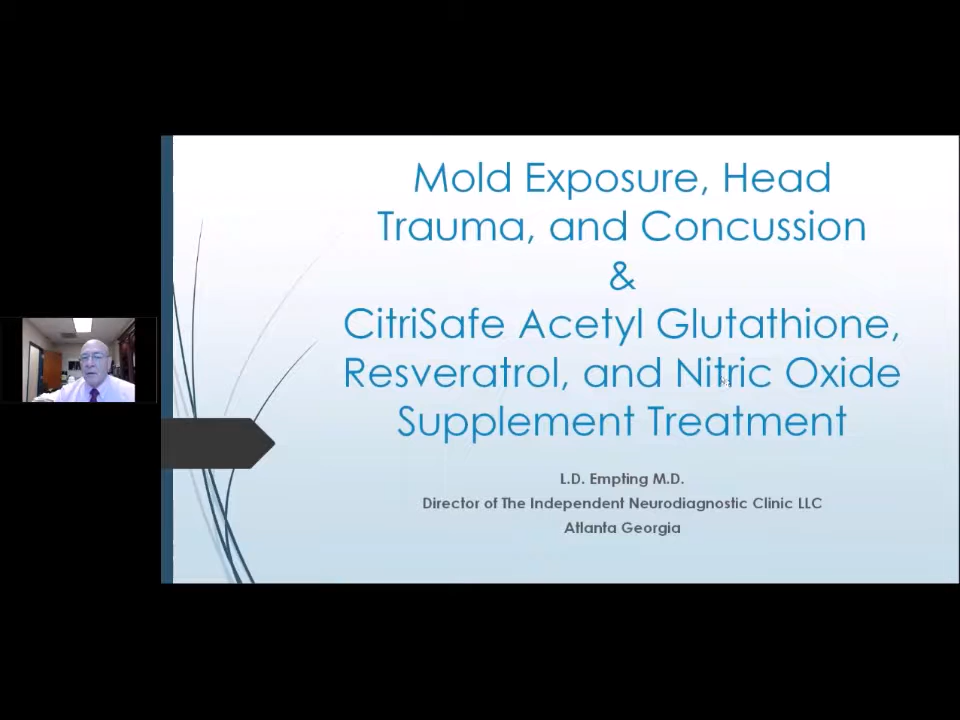 Mold Exposure, Head
Trauma, and Concussion
&
CitriSafe Acetyl Glutathione,
Resveratrol, and Nitric Oxide
Supplement Treatment
L.D. Empting M.D.
Director of The Independent Neurodiagnostic Clinic LLC
Atlanta Georgia